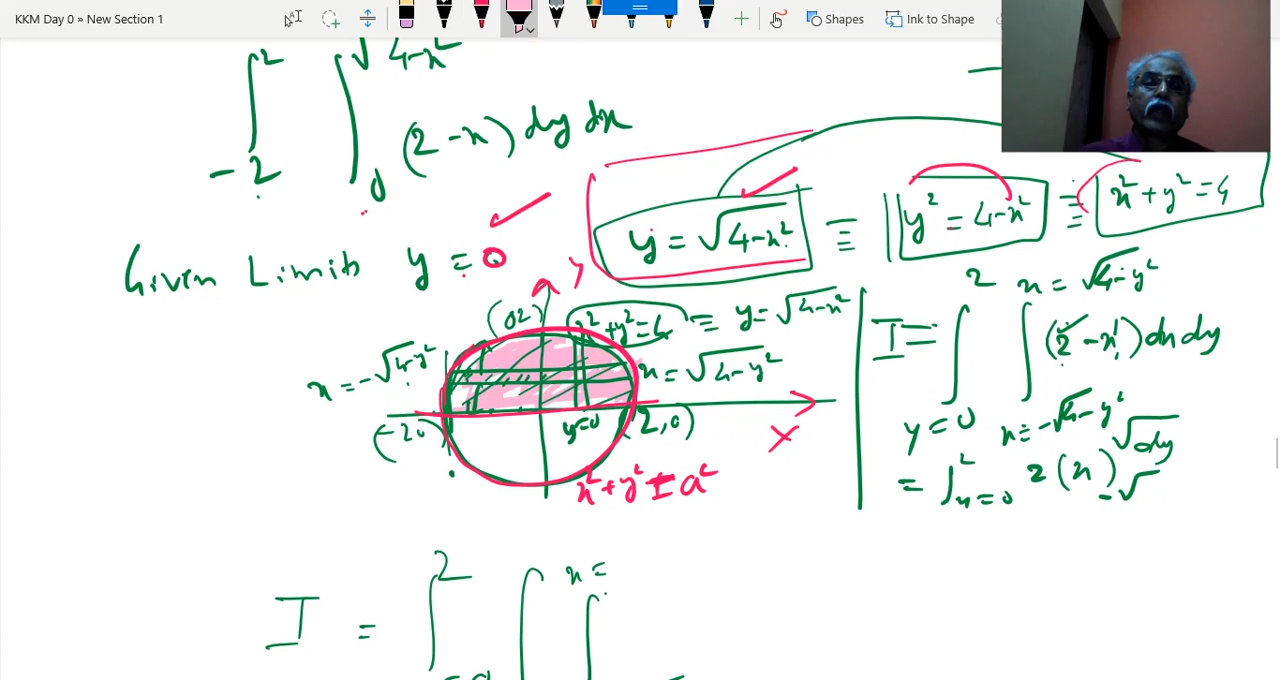 KKM Day 0 » New Section 1
Shapes
Ink to Shape
∫_{-2}^{2} ∫_{0}^{√4-x²} (2-x) dy dx
Given Limits y = 0
y = √4-x² ≡ y² = 4-x² ≡ x²+y²=4
Y
(0 2)
x²+y²=4 ≡ y=√4-x²
x = -√4-y²
x = √4-y²
(-2 0)
y=0
(2,0)
X
x²+y² = a²
I = ∫_{y=0}^{2} ∫_{x=-√4-y²}^{x=√4-y²} (2-x) dx dy
= ∫_{y=0}^{2} 2(x)_{-√}^{√} dy
I = ∫^{2} ∫ ∫ x =